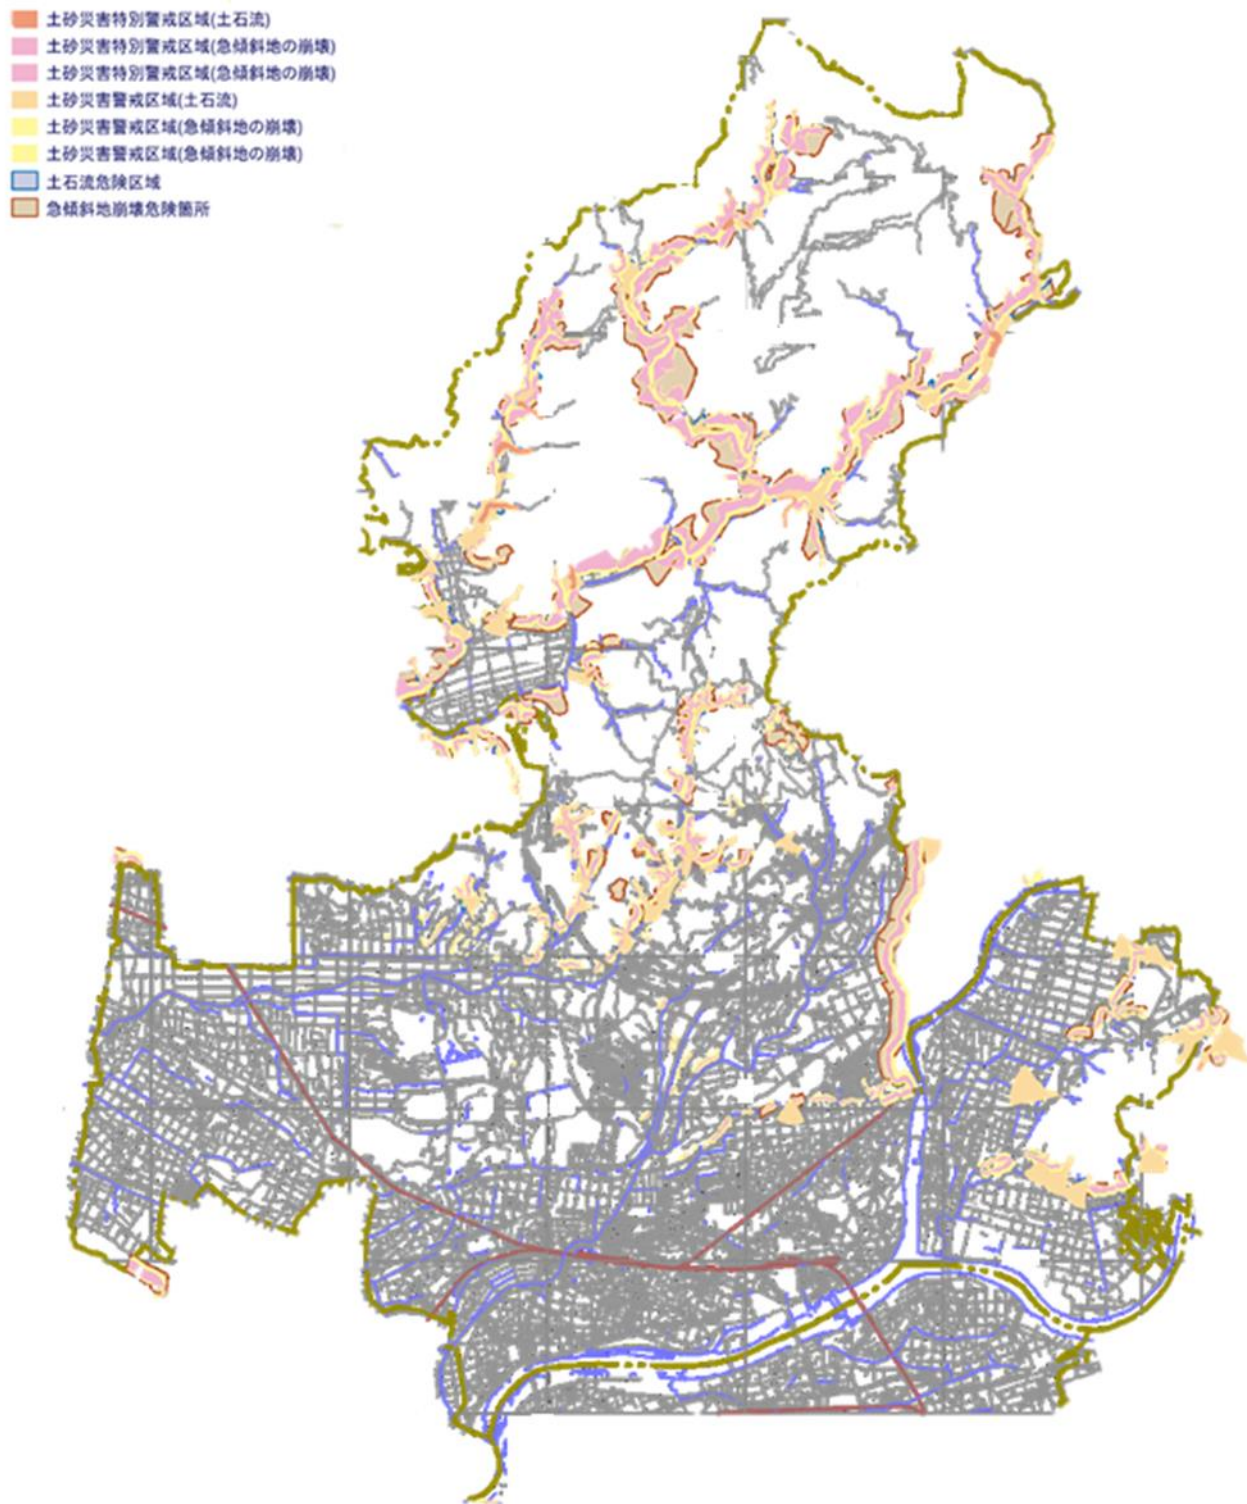 土砂災害特別警戒区域(土石流)
土砂災害特別警戒区域(急傾斜地の崩壊)
土砂災害特別警戒区域(急傾斜地の崩壊)
土砂災害警戒区域(土石流)
土砂災害警戒区域(急傾斜地の崩壊)
土砂災害警戒区域(急傾斜地の崩壊)
土石流危険区域
急傾斜地崩壊危険箇所